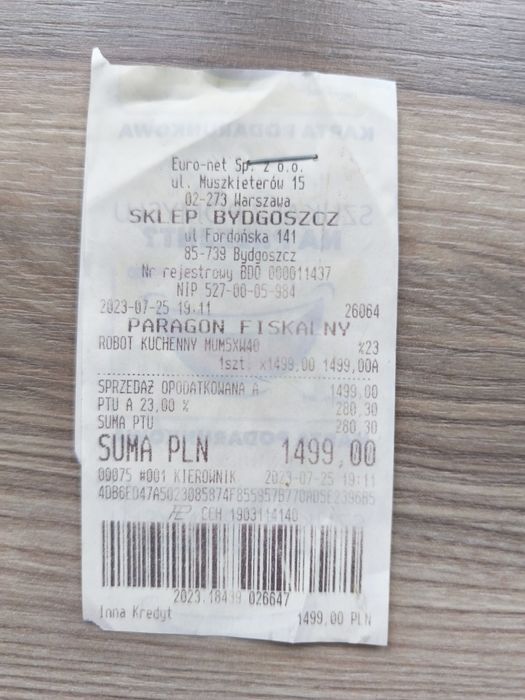 Euro-net Sp. z o.o.
ul. Muszkieterów 15
02-273 Warszawa
SKLEP BYDGOSZCZ
ul Fordońska 141
85-739 Bydgoszcz
Nr rejestrowy BDO 000011437
NIP 527-00-05-984
2023-07-25 19:11 26064
PARAGON FISKALNY
ROBOT KUCHENNY MUM5XW40 %23
1szt. x1499,00 1499,00A
SPRZEDAŻ OPODATKOWANA A 1499,00
PTU A 23,00 % 280,30
SUMA PTU 280,30
SUMA PLN 1499,00
00075 #001 KIEROWNIK 2023-07-25 19:11
CCH 1903114140
2023.18439 026647
Inna Kredyt 1499,00 PLN